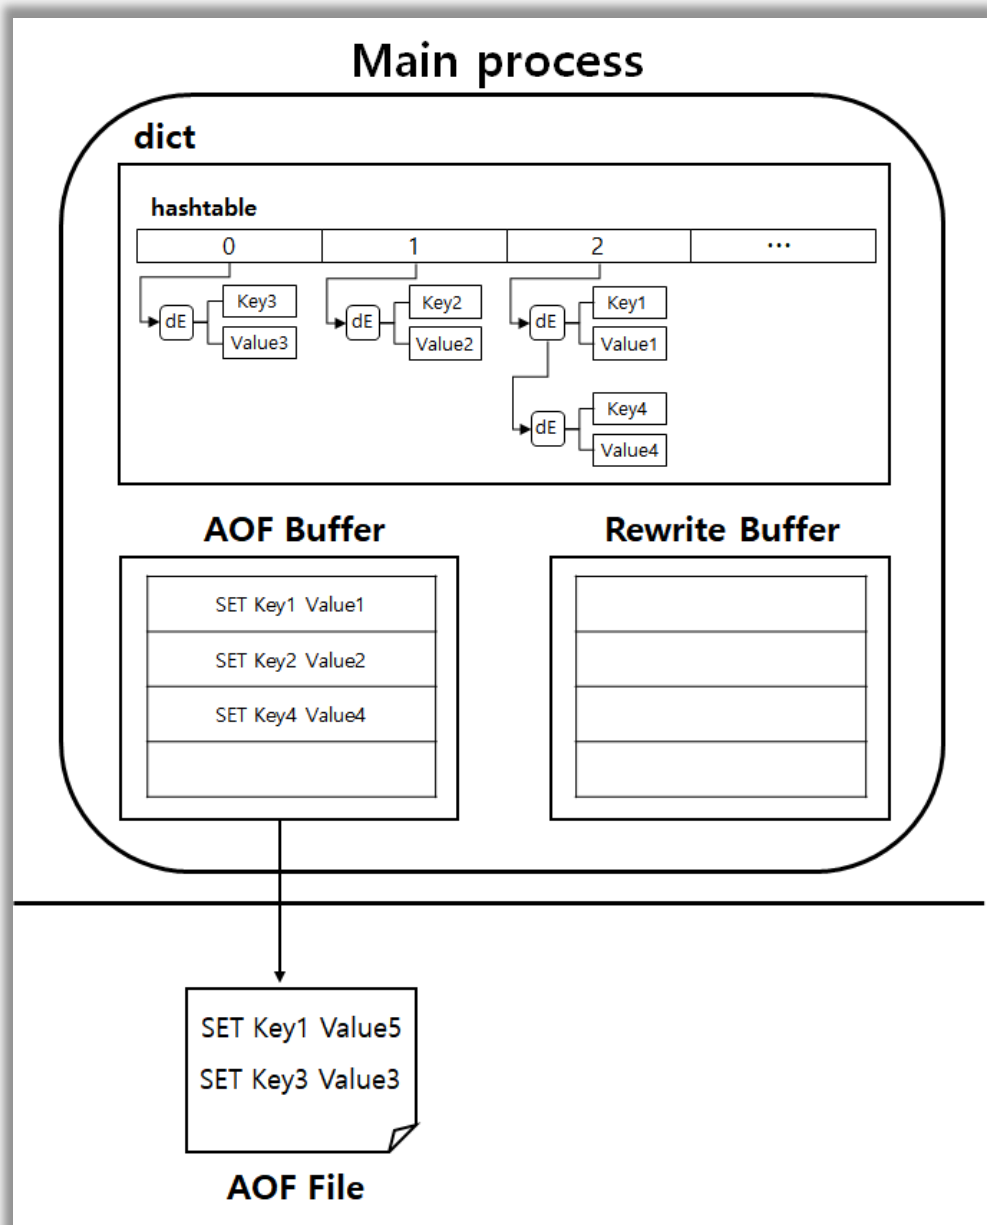 Main process
dict
hashtable
0 1 2 ...
dE Key3 Value3
dE Key2 Value2
dE Key1 Value1
dE Key4 Value4
AOF Buffer
SET Key1 Value1
SET Key2 Value2
SET Key4 Value4
Rewrite Buffer
SET Key1 Value5
SET Key3 Value3
AOF File